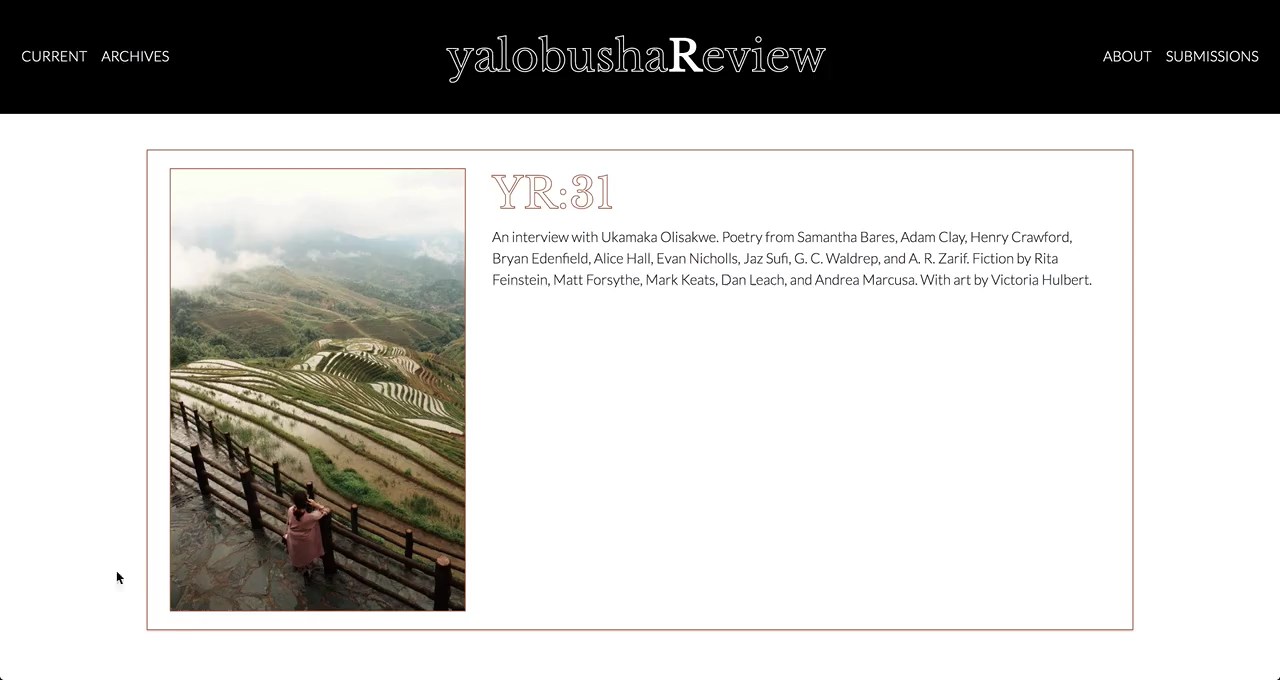 CURRENT ARCHIVES yalobushaReview ABOUT SUBMISSIONS
YR:31
An interview with Ukamaka Olisakwe. Poetry from Samantha Bares, Adam Clay, Henry Crawford,
Bryan Edenfield, Alice Hall, Evan Nicholls, Jaz Sufi, G. C. Waldrep, and A. R. Zarif. Fiction by Rita
Feinstein, Matt Forsythe, Mark Keats, Dan Leach, and Andrea Marcusa. With art by Victoria Hulbert.